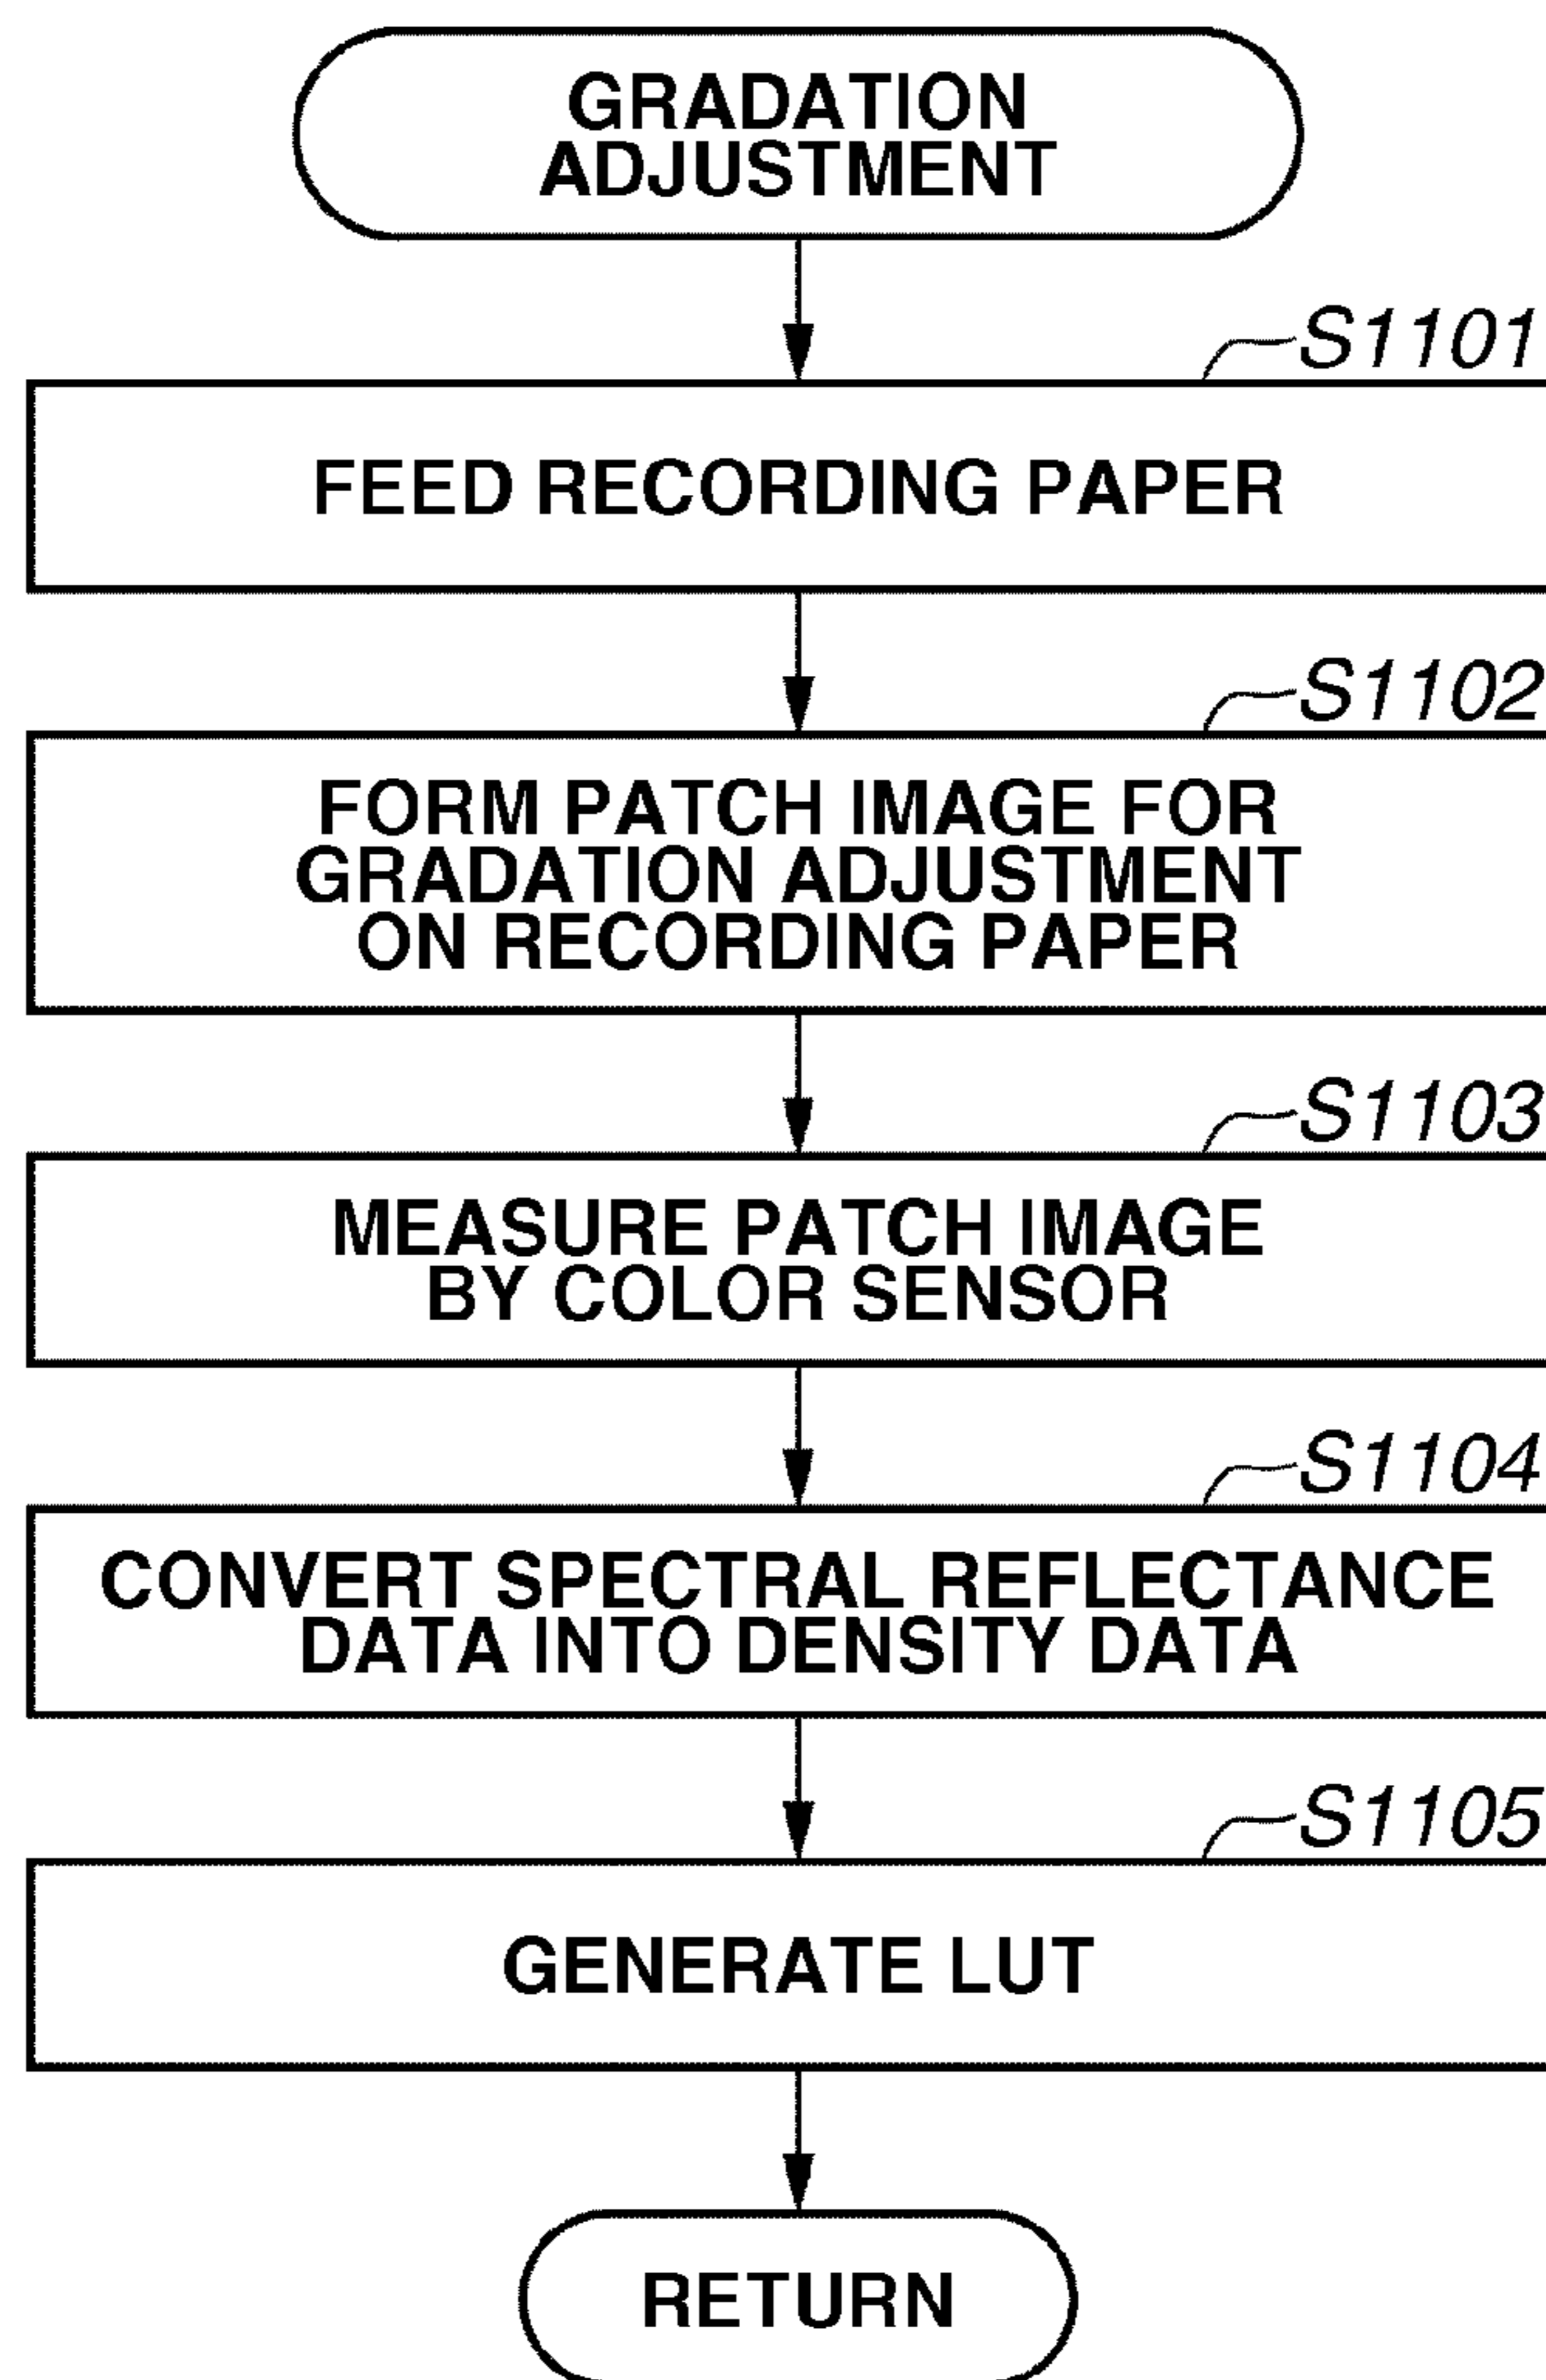 GRADATION
ADJUSTMENT
S1101
FEED RECORDING PAPER
S1102
FORM PATCH IMAGE FOR
GRADATION ADJUSTMENT
ON RECORDING PAPER
S1103
MEASURE PATCH IMAGE
BY COLOR SENSOR
S1104
CONVERT SPECTRAL REFLECTANCE
DATA INTO DENSITY DATA
S1105
GENERATE LUT
RETURN